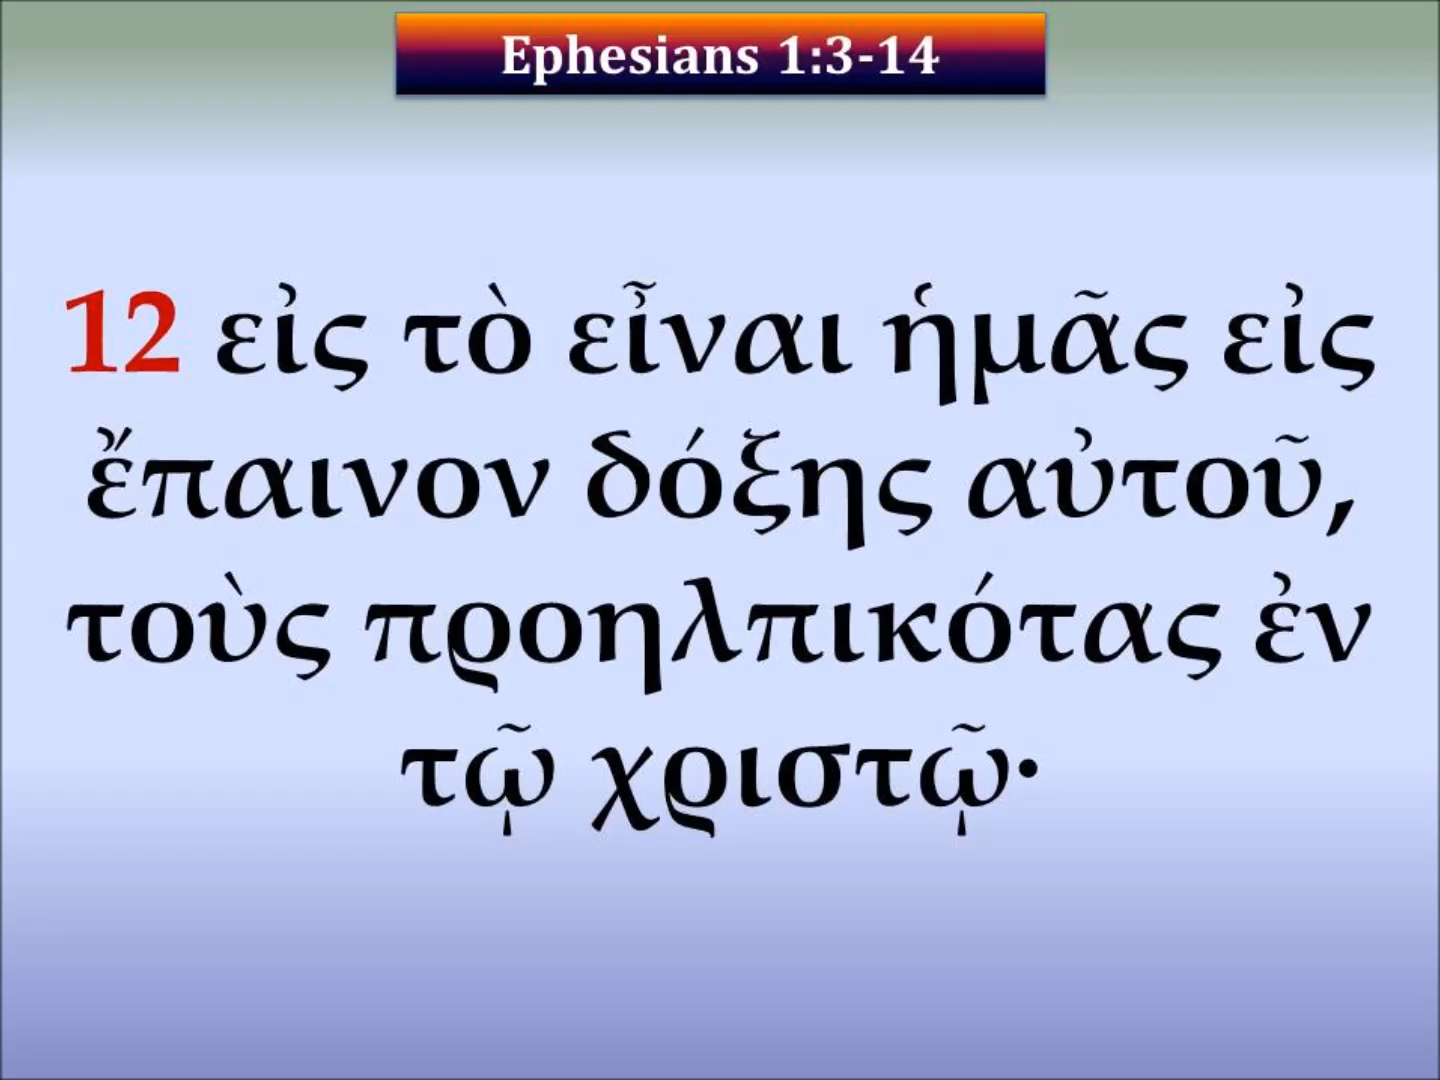 Ephesians 1:3-14
12 εἰς τὸ εἶναι ἡμᾶς εἰς
ἔπαινον δόξης αὐτοῦ,
τοὺς προηλπικότας ἐν
τῷ χριστῷ·